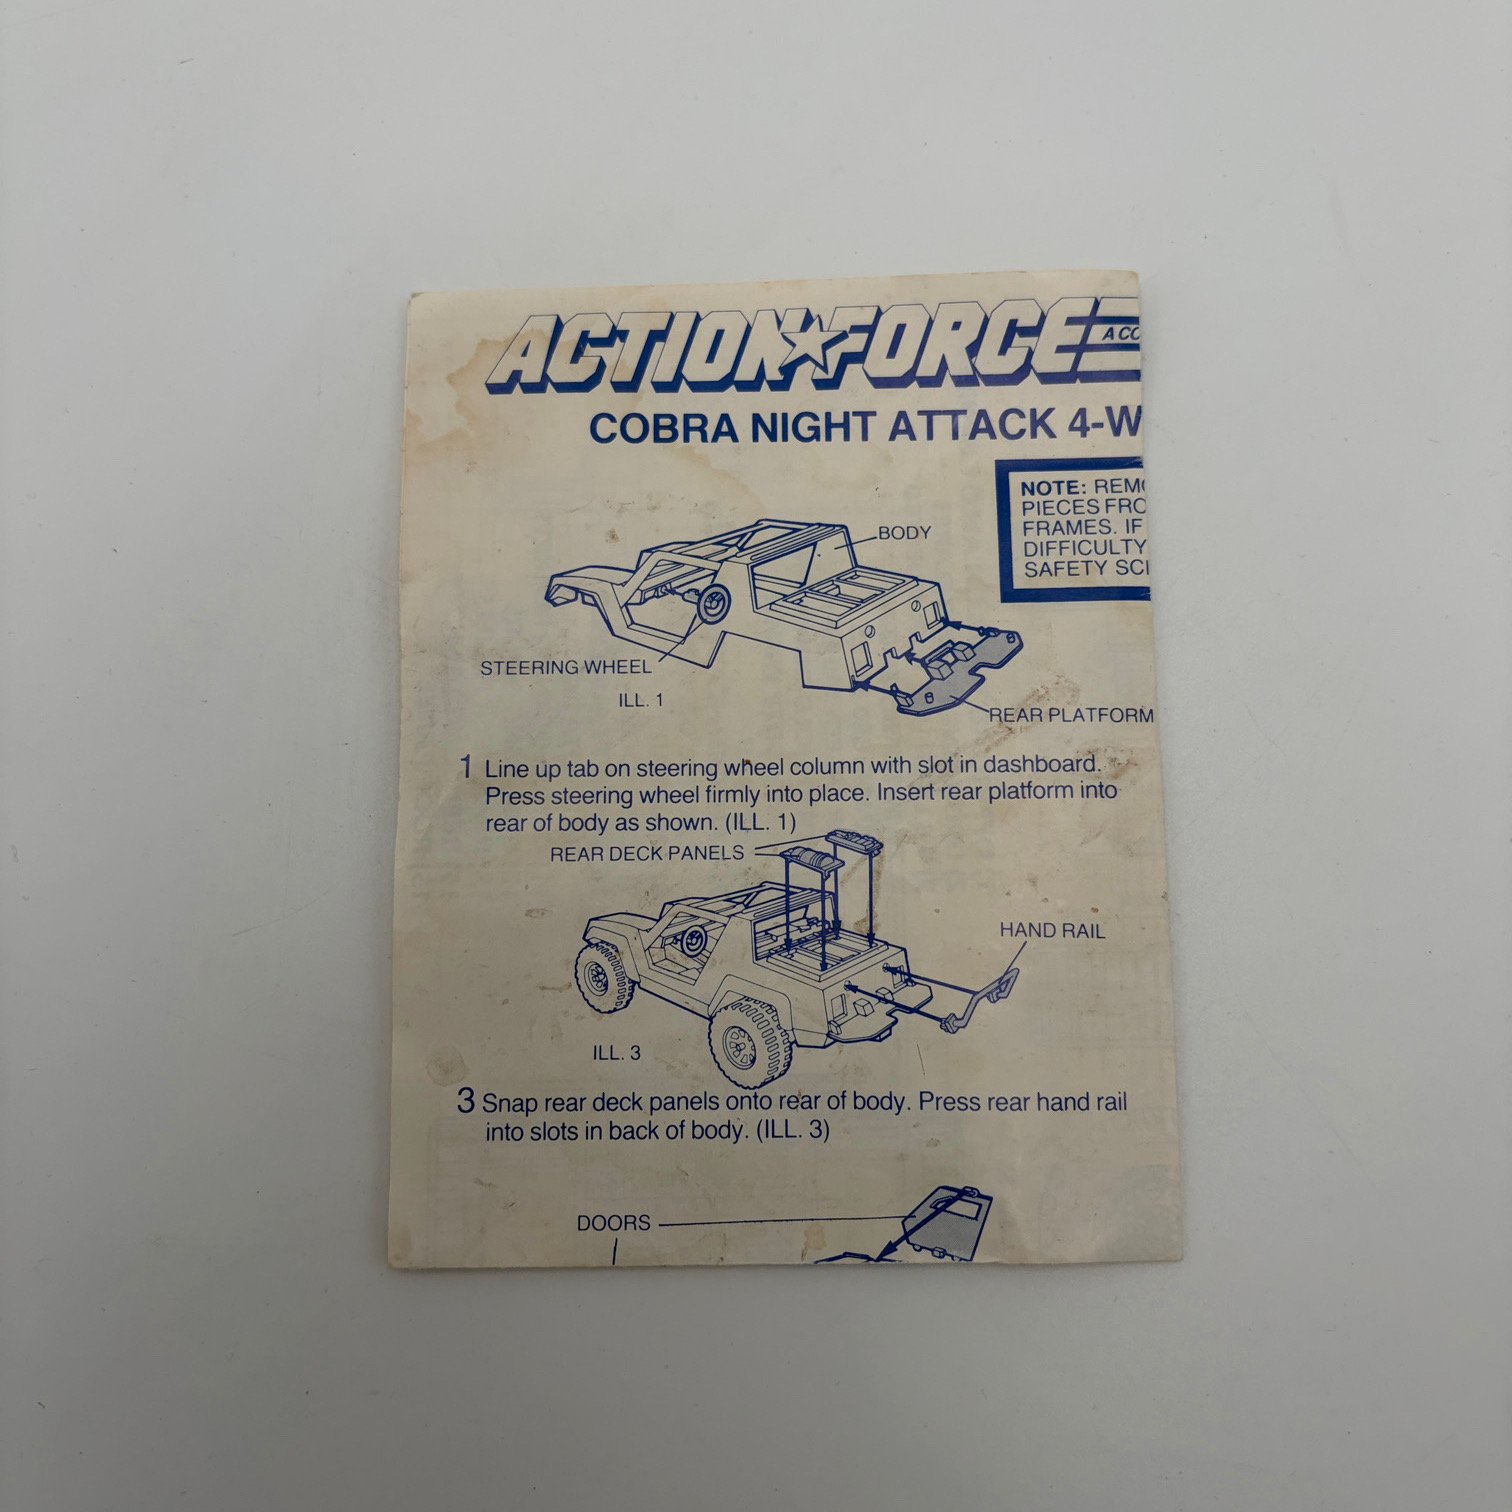 ACTION FORCE A CO
COBRA NIGHT ATTACK 4-W
NOTE: REMO
PIECES FRO
FRAMES. IF
DIFFICULTY
SAFETY SCI
BODY
STEERING WHEEL
ILL. 1
REAR PLATFORM
1 Line up tab on steering wheel column with slot in dashboard.
Press steering wheel firmly into place. Insert rear platform into
rear of body as shown. (ILL. 1)
REAR DECK PANELS
HAND RAIL
ILL. 3
3 Snap rear deck panels onto rear of body. Press rear hand rail
into slots in back of body. (ILL. 3)
DOORS